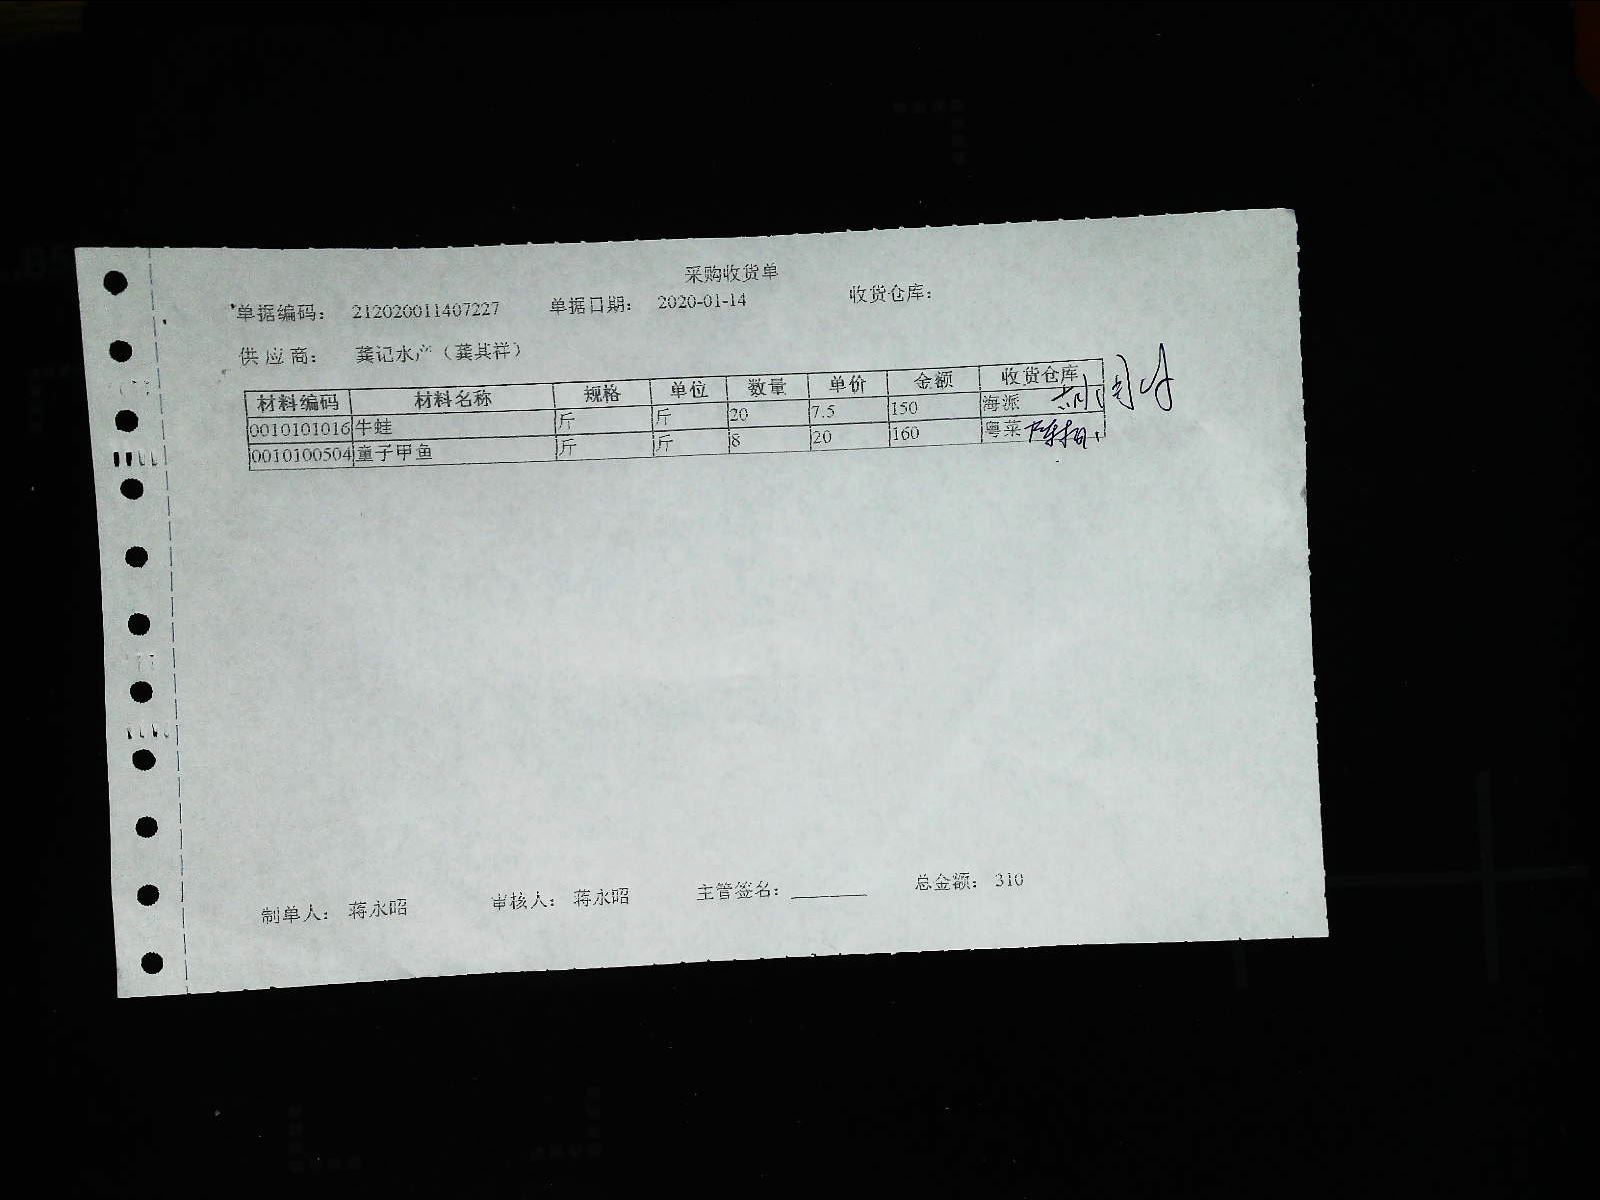 采购收货单
单据编码： 212020011407227 单据日期： 2020-01-14 收货仓库：
供应商： 龚记水产（龚其祥）
材料编码 材料名称 规格 单位 数量 单价 金额 收货仓库
0010101016 牛蛙 斤 斤 20 7.5 150 海派
0010100504 童子甲鱼 斤 斤 8 20 160 粤菜
制单人： 蒋永昭 审核人： 蒋永昭 主管签名： 总金额： 310